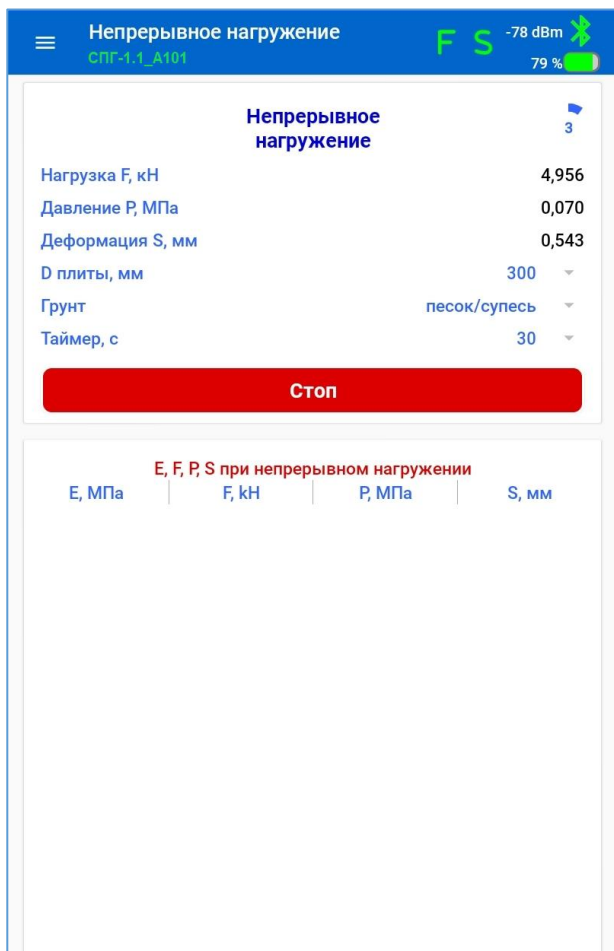 Непрерывное нагружение
СПГ-1.1_A101
F S
-78 dBm
79 %
Непрерывное
нагружение
3
Нагрузка F, кН 4,956
Давление P, МПа 0,070
Деформация S, мм 0,543
D плиты, мм 300
Грунт песок/супесь
Таймер, с 30
Стоп
E, F, P, S при непрерывном нагружении
E, МПа F, kH P, МПа S, мм